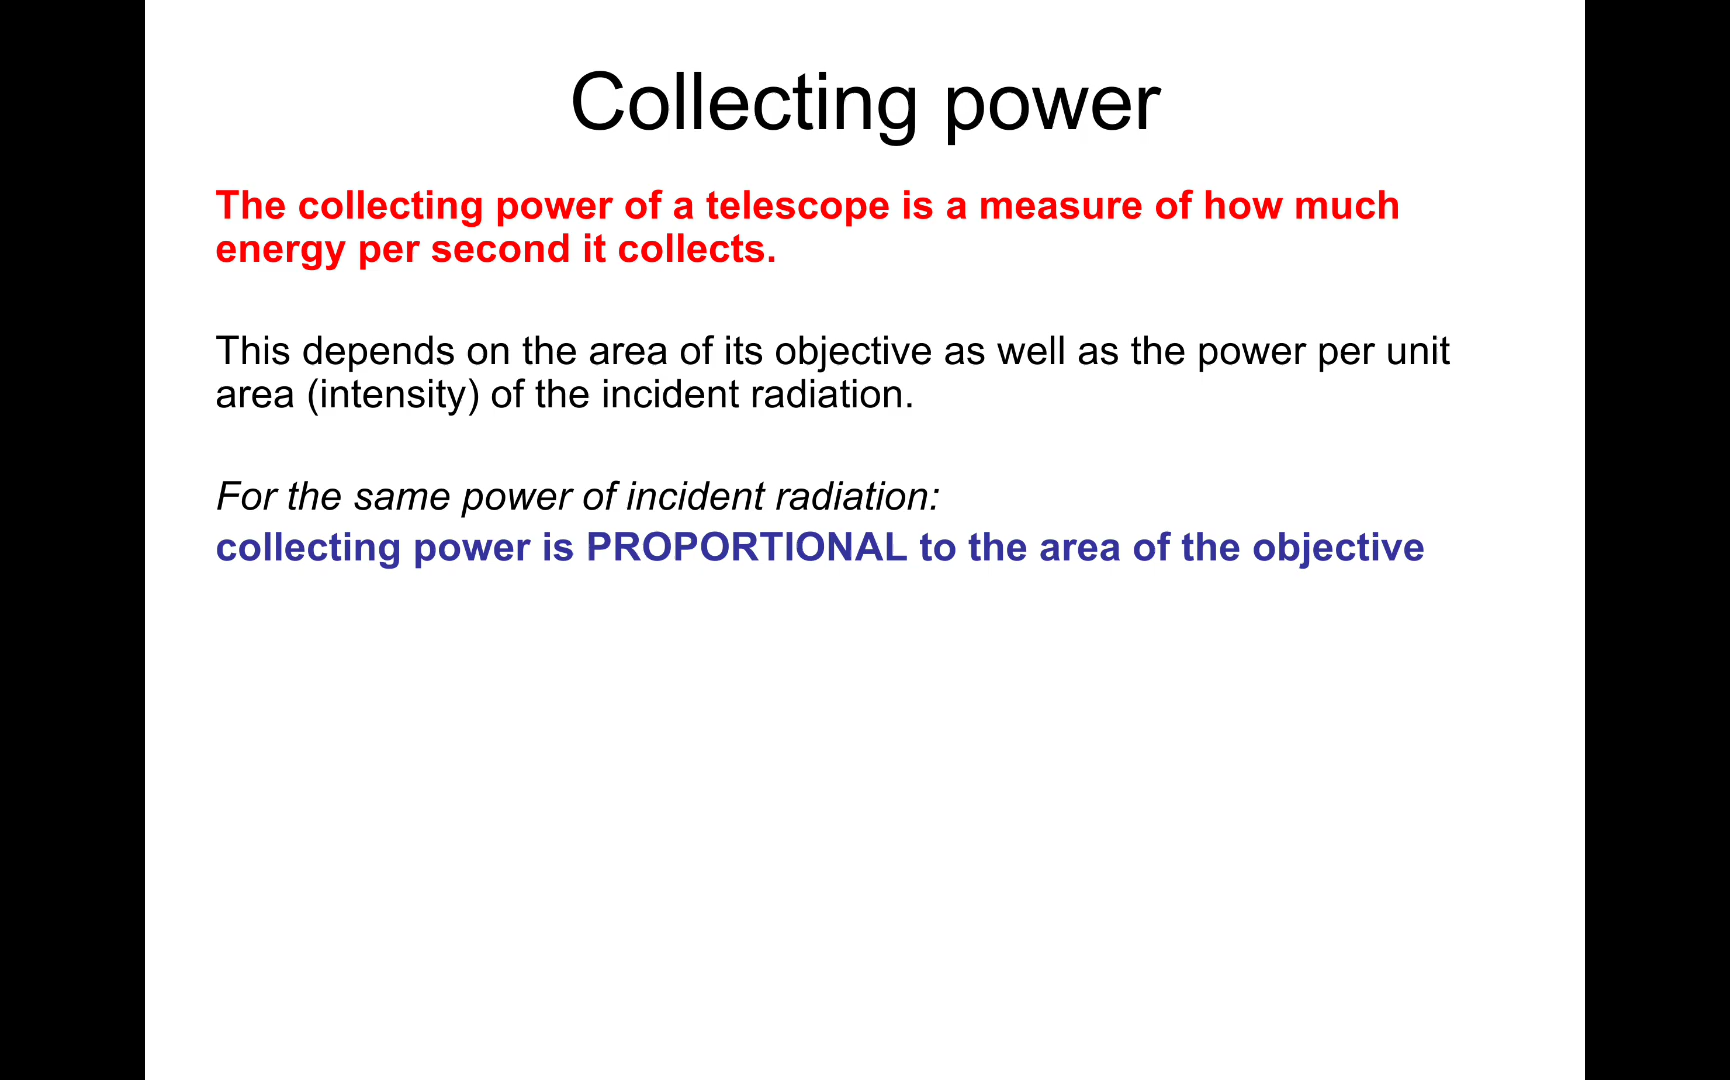 Collecting power
The collecting power of a telescope is a measure of how much
energy per second it collects.
This depends on the area of its objective as well as the power per unit
area (intensity) of the incident radiation.
For the same power of incident radiation:
collecting power is PROPORTIONAL to the area of the objective